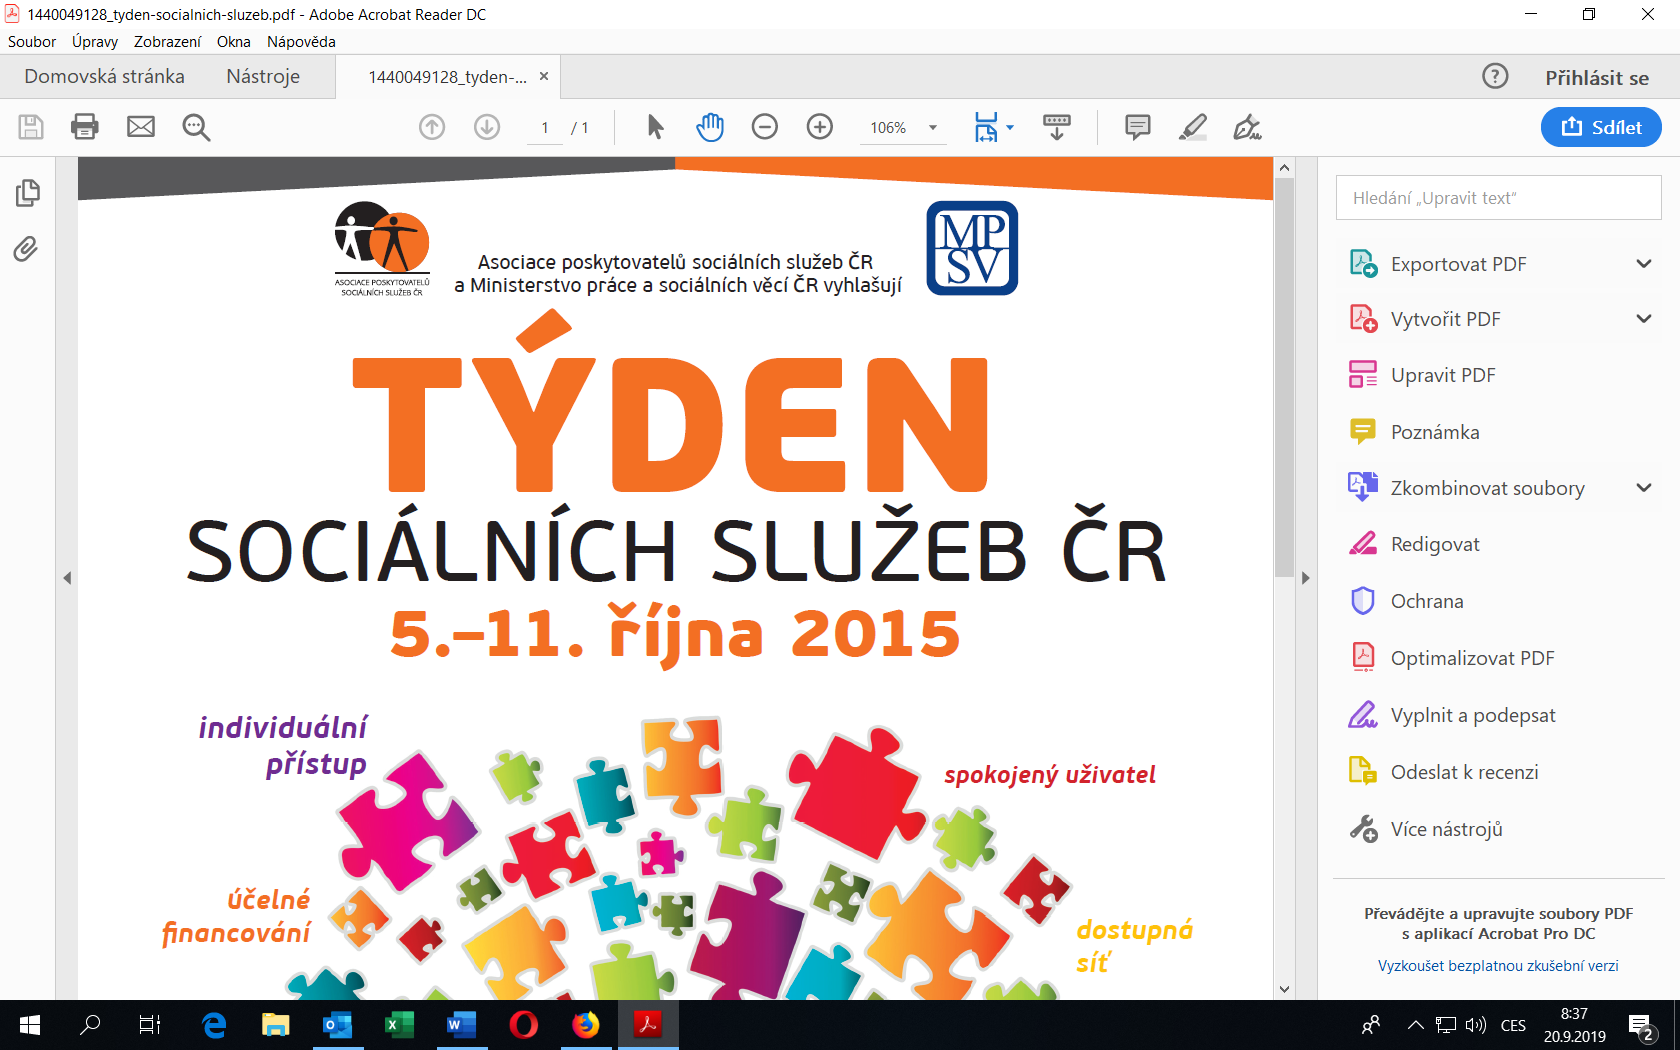 1440049128_tyden-socialnich-sluzeb.pdf - Adobe Acrobat Reader DC
Soubor Úpravy Zobrazení Okna Nápověda
Domovská stránka Nástroje 1440049128_tyden-... × ? Přihlásit se
1 / 1 106% Sdílet
Hledání „Upravit text“
Exportovat PDF
Vytvořit PDF
Upravit PDF
Poznámka
Zkombinovat soubory
Redigovat
Ochrana
Optimalizovat PDF
Vyplnit a podepsat
Odeslat k recenzi
Více nástrojů
Převádějte a upravujte soubory PDF
s aplikací Acrobat Pro DC
Vyzkoušet bezplatnou zkušební verzi
ASOCIACE POSKYTOVATELŮ
SOCIÁLNÍCH SLUŽEB ČR
Asociace poskytovatelů sociálních služeb ČR
a Ministerstvo práce a sociálních věcí ČR vyhlašují
MP
SV
TÝDEN
SOCIÁLNÍCH SLUŽEB ČR
5.–11. října 2015
individuální
přístup
spokojený uživatel
účelné
financování
dostupná
síť
CES
8:37
20.9.2019
2